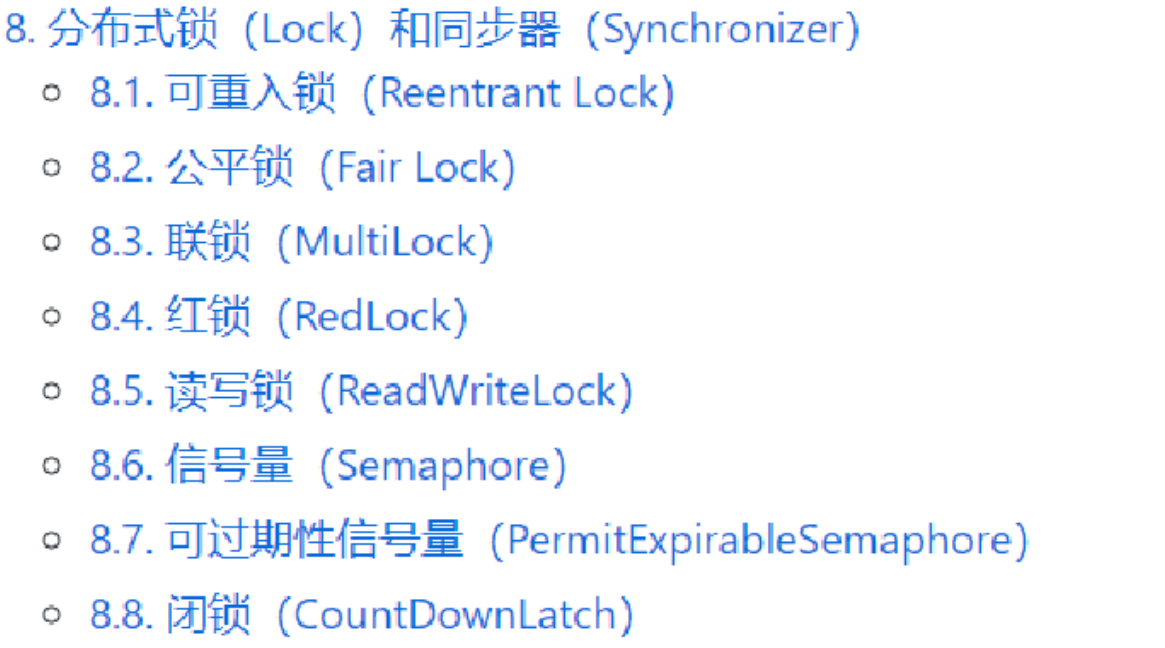 8. 分布式锁（Lock）和同步器（Synchronizer）
8.1. 可重入锁（Reentrant Lock）
8.2. 公平锁（Fair Lock）
8.3. 联锁（MultiLock）
8.4. 红锁（RedLock）
8.5. 读写锁（ReadWriteLock）
8.6. 信号量（Semaphore）
8.7. 可过期性信号量（PermitExpirableSemaphore）
8.8. 闭锁（CountDownLatch）